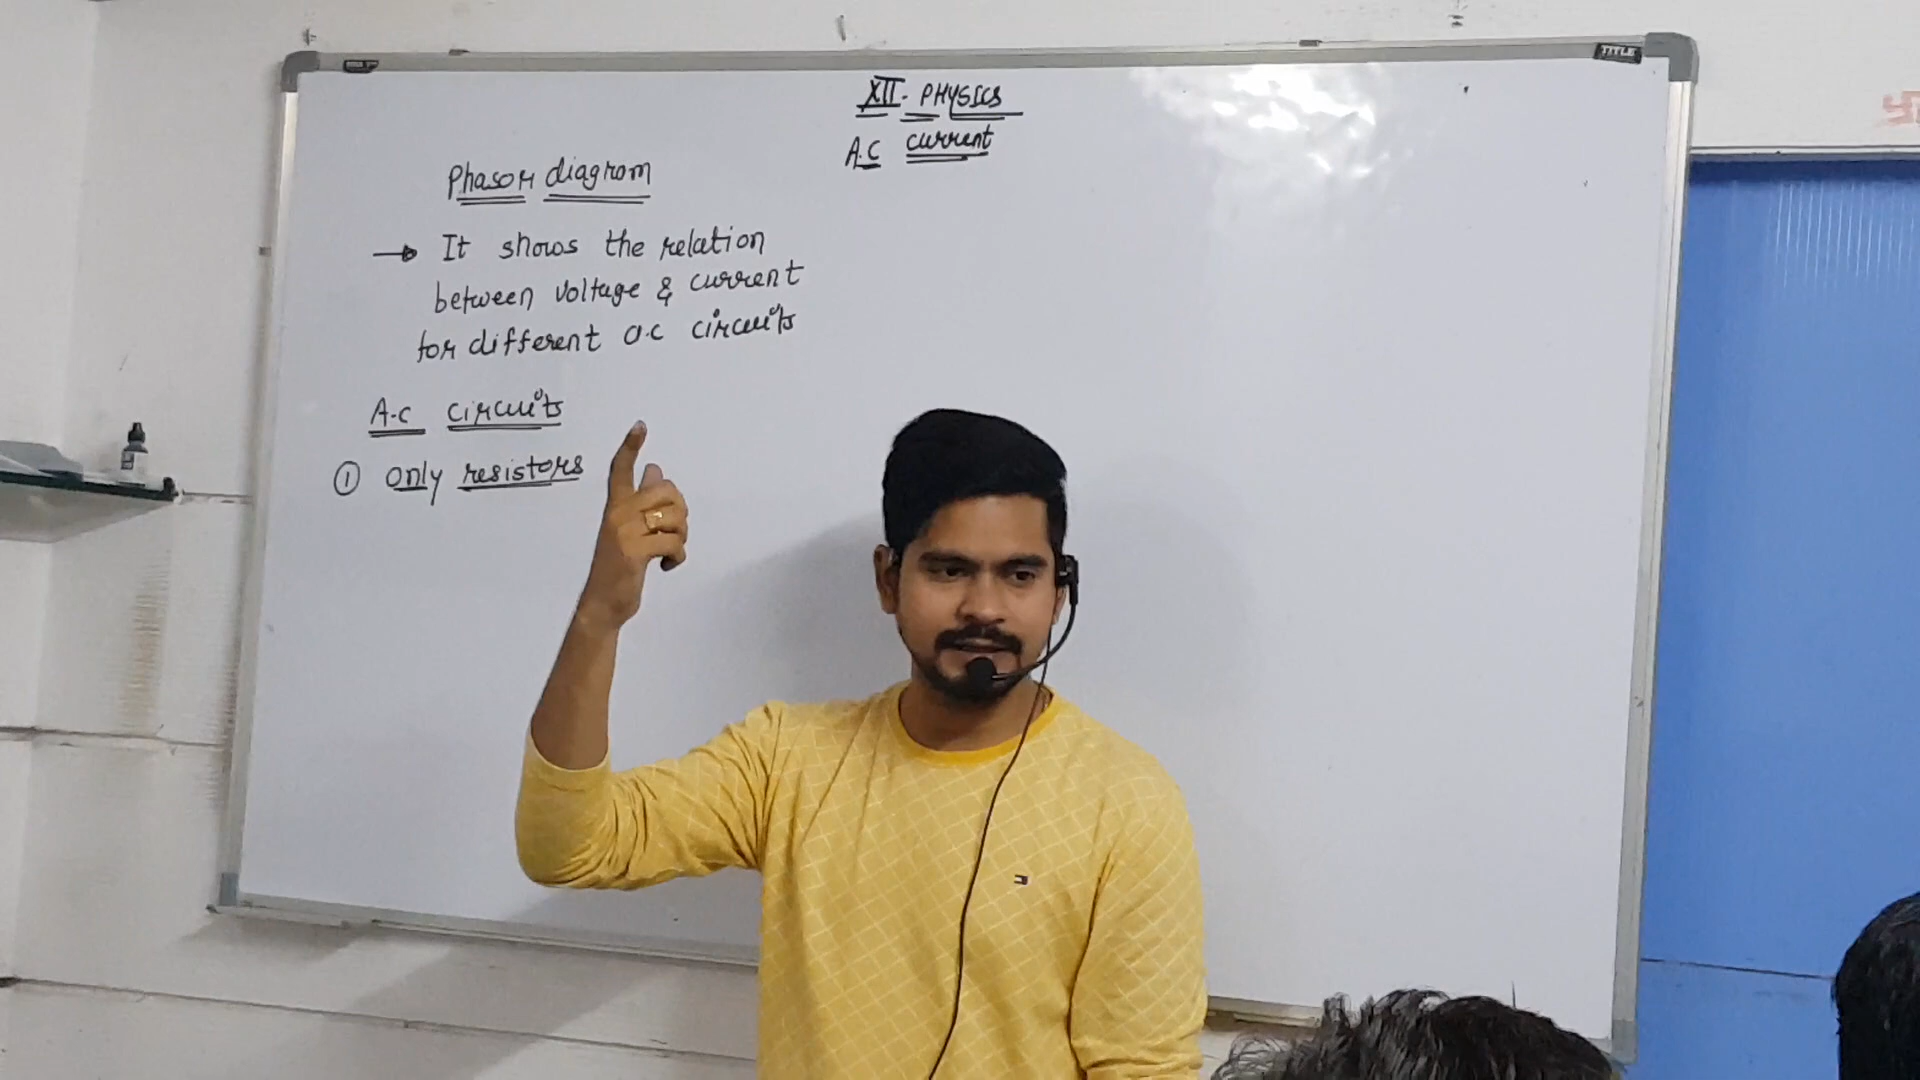 TITLE
XII - PHYSICS
A.C current
Phasor diagram
→ It shows the relation
between voltage & current
for different a.c circuits
A.c circuits
① only resistors